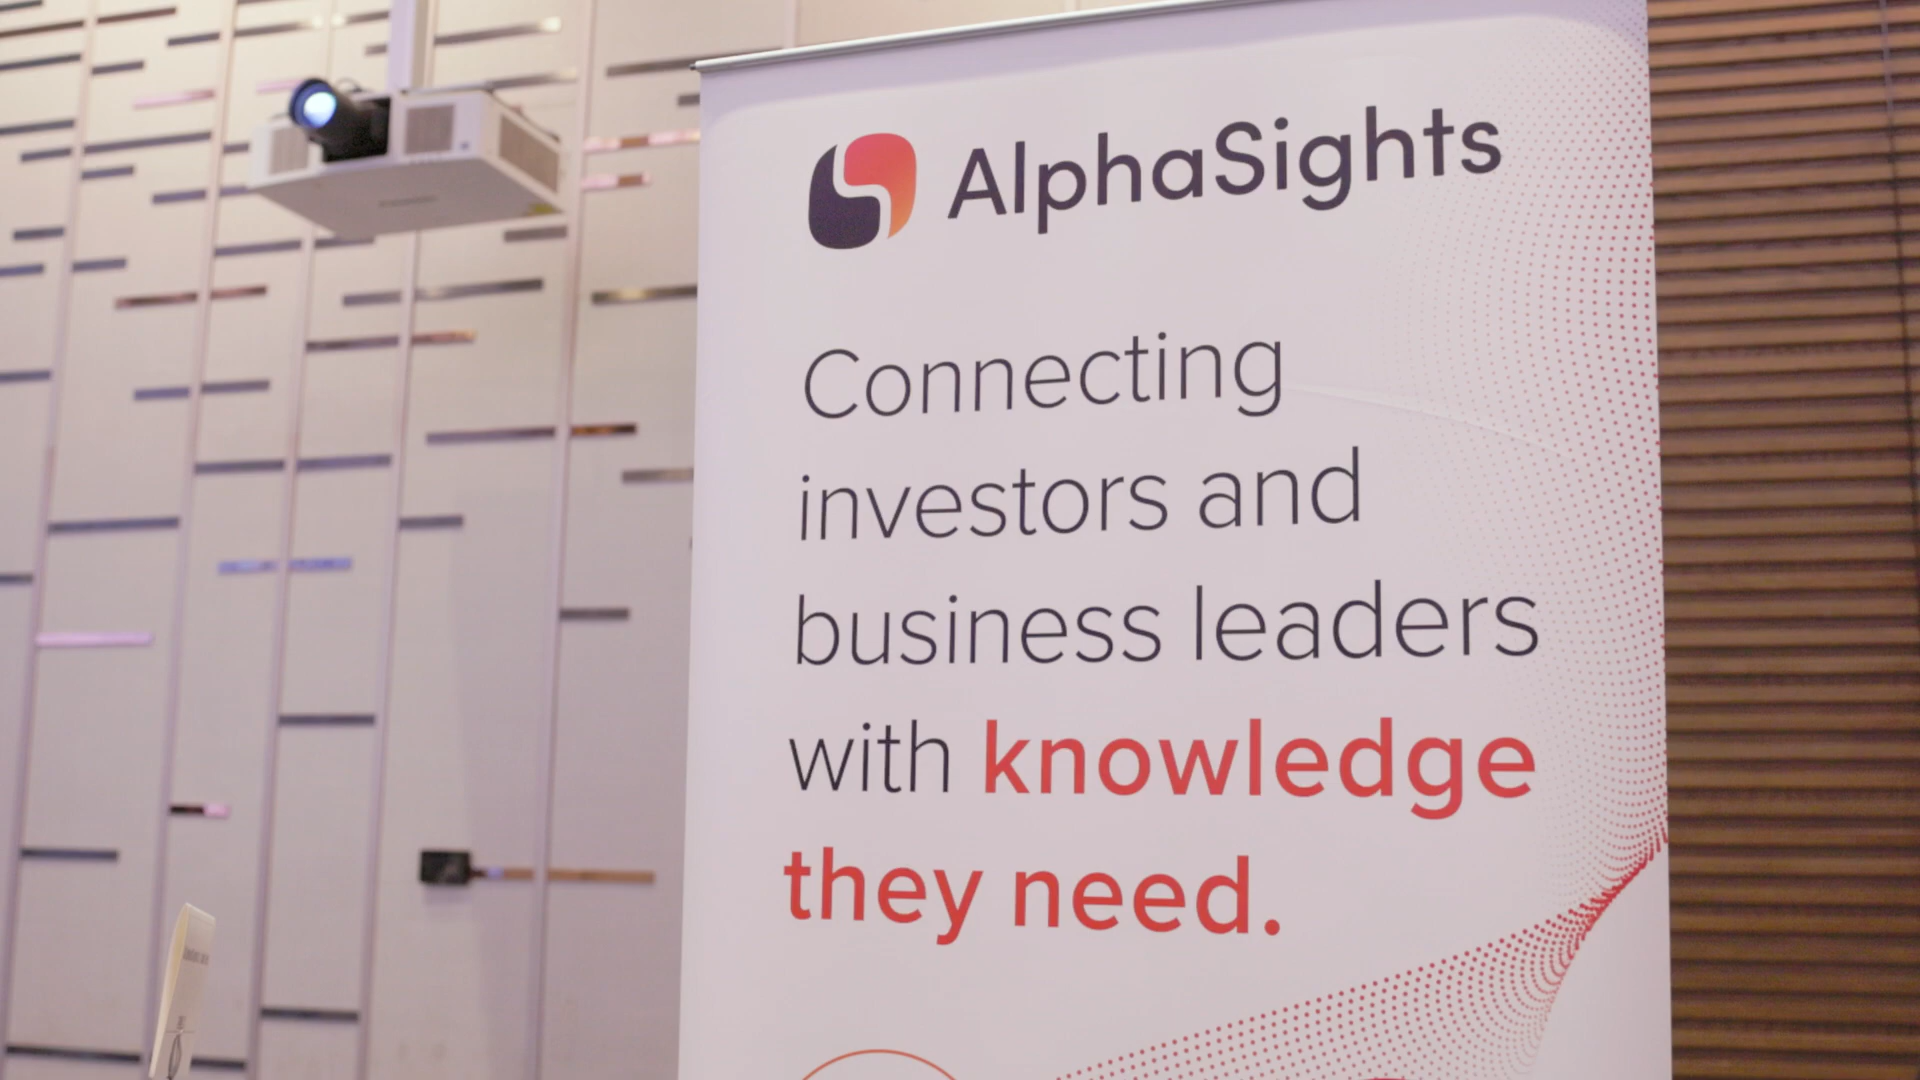 AlphaSights
Connecting
investors and
business leaders
with knowledge
they need.